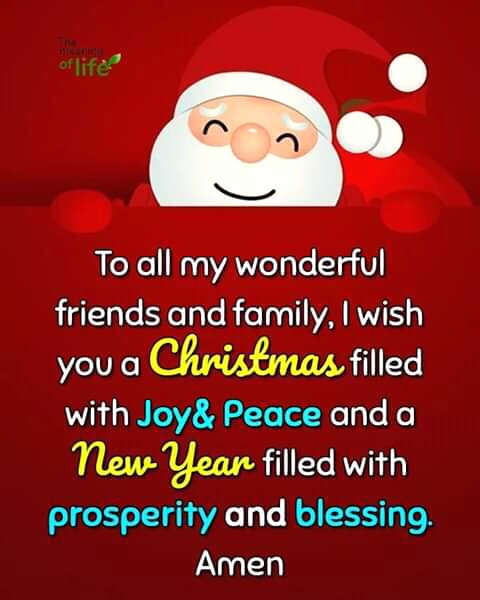 The
meaning
of life
To all my wonderful
friends and family, I wish
you a Christmas filled
with Joy& Peace and a
New Year filled with
prosperity and blessing.
Amen